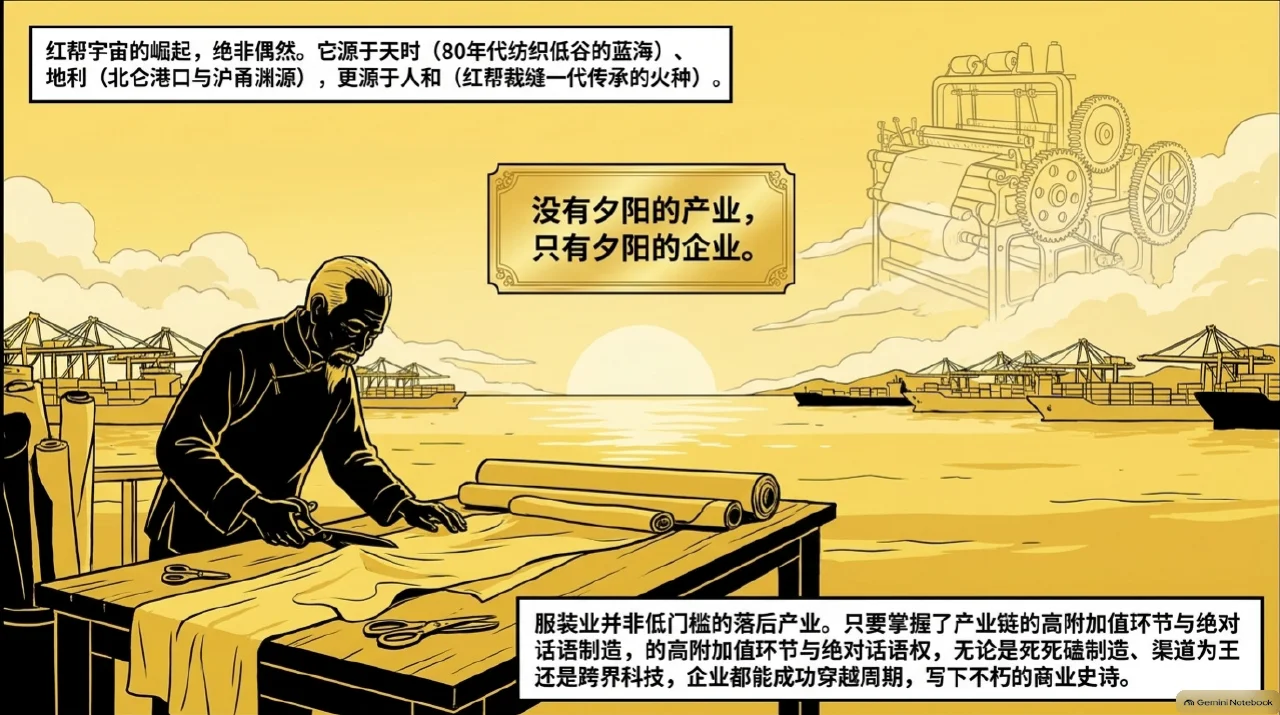 红帮宇宙的崛起，绝非偶然。它源于天时（80年代纺织低谷的蓝海）、
地利（北仑港口与沪甬渊源），更源于人和（红帮裁缝一代传承的火种）。
没有夕阳的产业，
只有夕阳的企业。
服装业并非低门槛的落后产业。只要掌握了产业链的高附加值环节与绝对
话语制造，的高附加值环节与绝对话语权，无论是死死磕制造、渠道为王
还是跨界科技，企业都能成功穿越周期，写下不朽的商业史诗。
Gemini Notebook